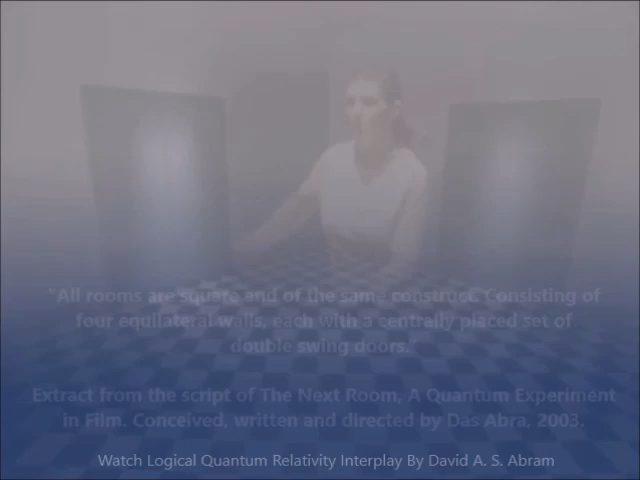 "All rooms are square and of the same construct. Consisting of
four equilateral walls, each with a centrally placed set of
double swing doors."
Extract from the script of The Next Room, A Quantum Experiment
in Film. Conceived, written and directed by Das Abra, 2003.
Watch Logical Quantum Relativity Interplay By David A. S. Abram